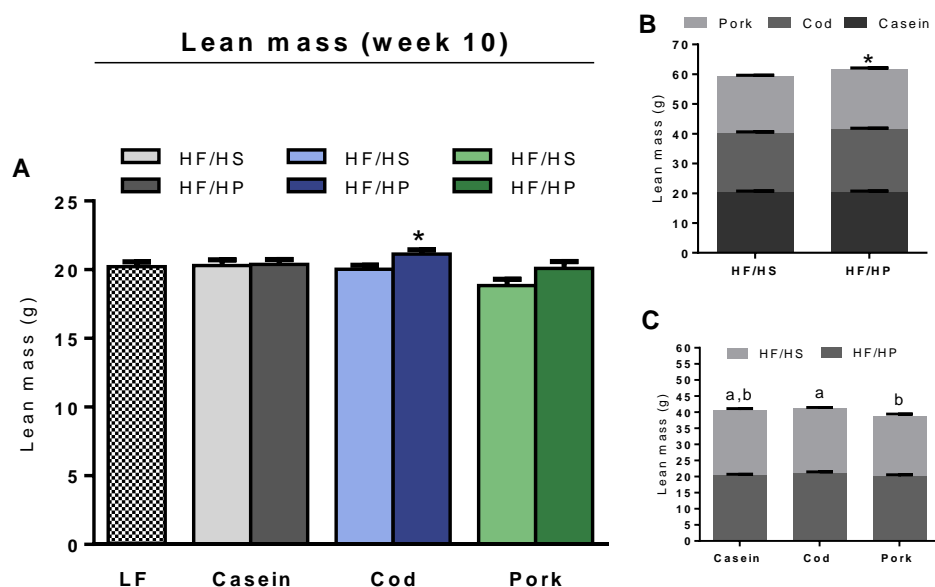 Lean mass (week 10)
A
HF/HS HF/HS HF/HS
HF/HP HF/HP HF/HP
25
20
15
10
5
0
Lean mass (g)
*
LF Casein Cod Pork
B
Pork Cod Casein
70
60
50
40
30
20
10
0
Lean mass (g)
*
HF/HS HF/HP
C
HF/HS HF/HP
60
55
50
45
40
35
30
25
20
15
10
5
0
Lean mass (g)
a,b a b
Casein Cod Pork